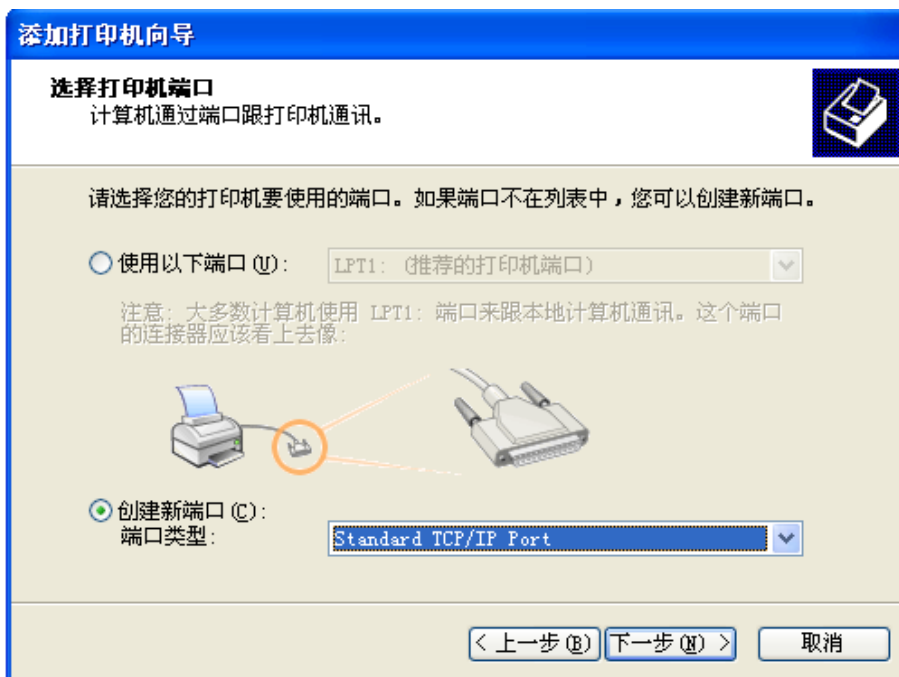 添加打印机向导
选择打印机端口
计算机通过端口跟打印机通讯。
请选择您的打印机要使用的端口。如果端口不在列表中，您可以创建新端口。
使用以下端口(U):
LPT1: (推荐的打印机端口)
注意: 大多数计算机使用 LPT1: 端口来跟本地计算机通讯。这个端口
的连接器应该看上去像:
创建新端口(C):
端口类型:
Standard TCP/IP Port
< 上一步(B)
下一步(N) >
取消